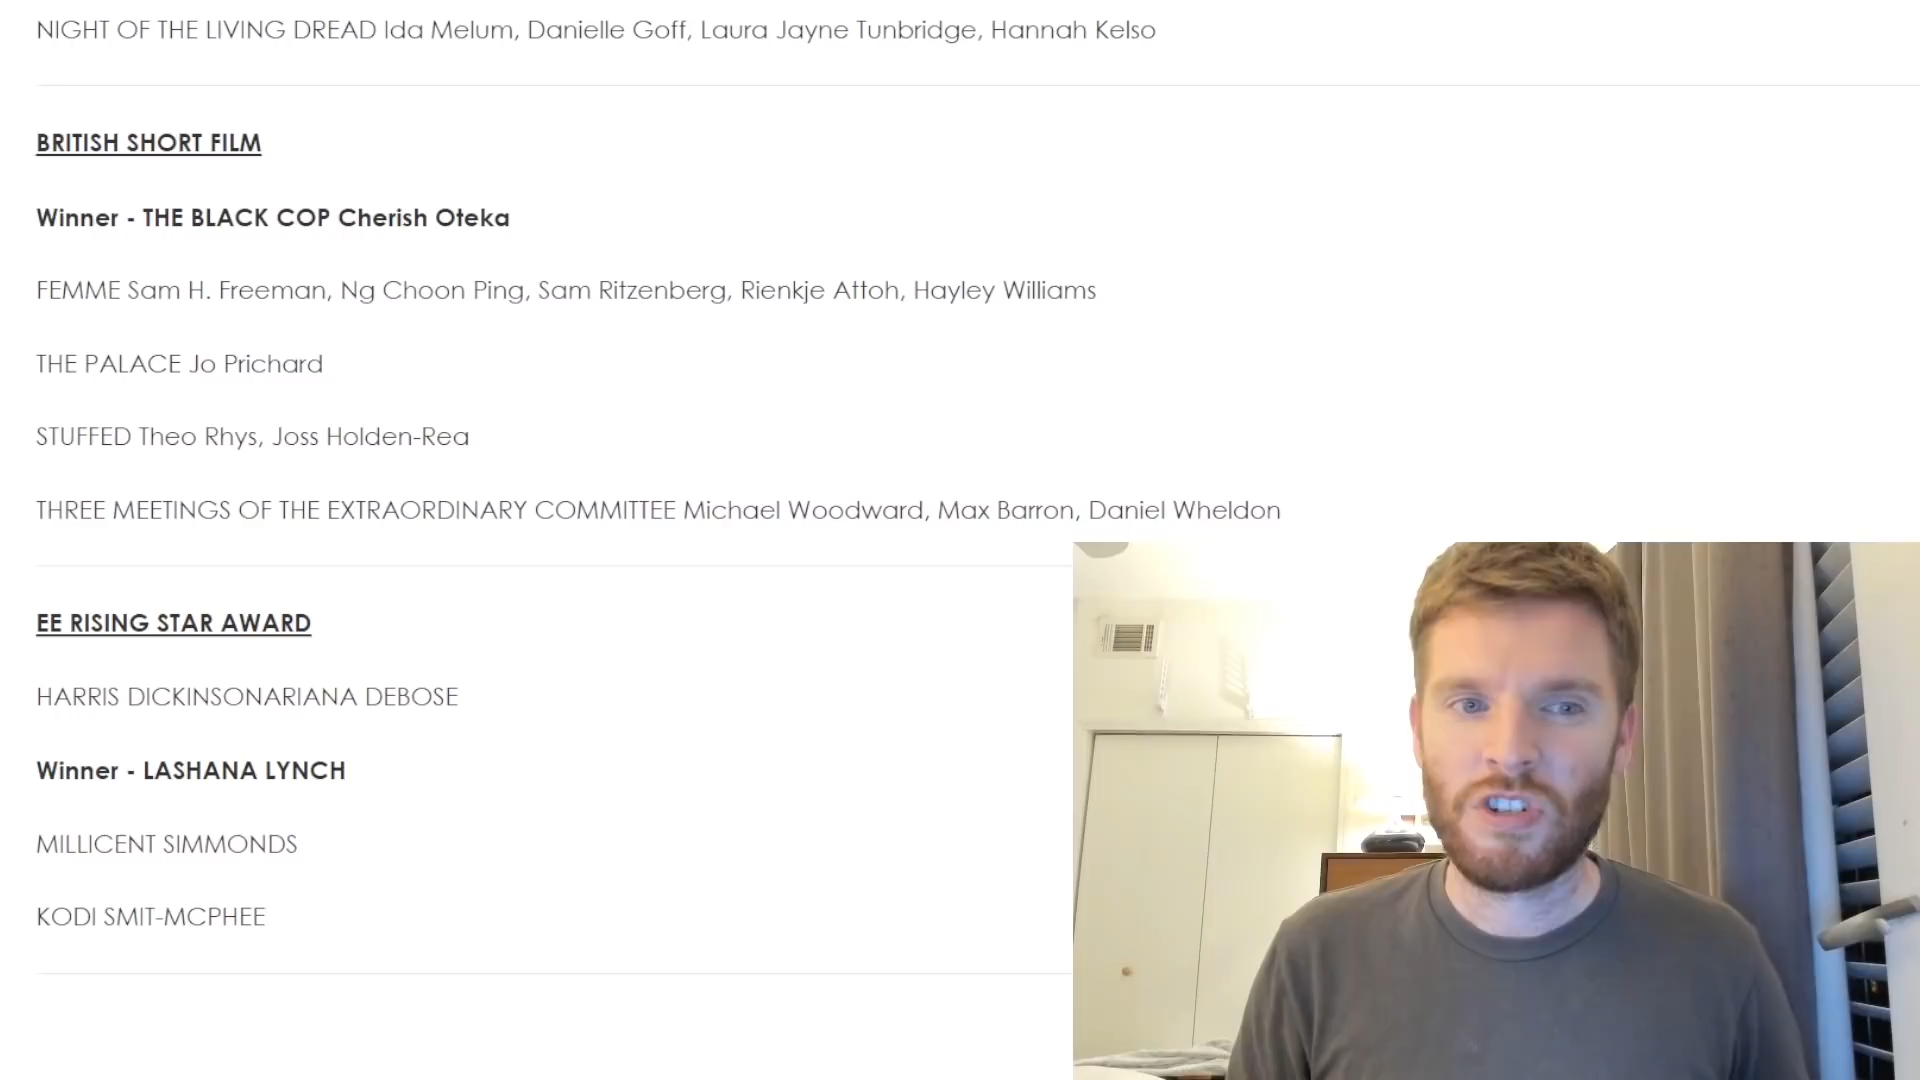 NIGHT OF THE LIVING DREAD Ida Melum, Danielle Goff, Laura Jayne Tunbridge, Hannah Kelso
BRITISH SHORT FILM
Winner - THE BLACK COP Cherish Oteka
FEMME Sam H. Freeman, Ng Choon Ping, Sam Ritzenberg, Rienkje Attoh, Hayley Williams
THE PALACE Jo Prichard
STUFFED Theo Rhys, Joss Holden-Rea
THREE MEETINGS OF THE EXTRAORDINARY COMMITTEE Michael Woodward, Max Barron, Daniel Wheldon
EE RISING STAR AWARD
HARRIS DICKINSONARIANA DEBOSE
Winner - LASHANA LYNCH
MILLICENT SIMMONDS
KODI SMIT-MCPHEE